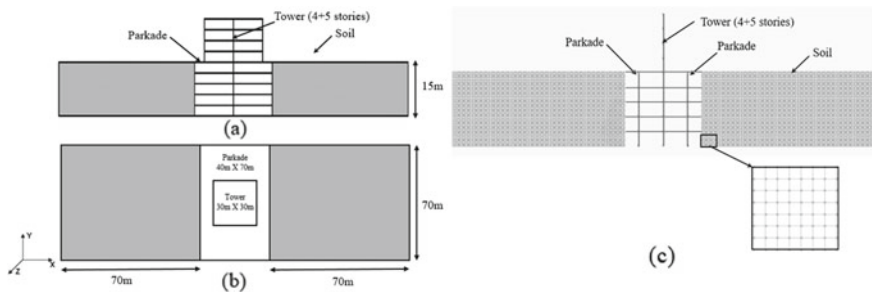 Tower (4+5 stories)
Parkade
Soil
15m
(a)
Parkade
40m X 70m
Tower
30m X 30m
70m
Y
X
Z
70m
(b)
70m
Tower (4+5 stories)
Parkade
Parkade
Soil
(c)